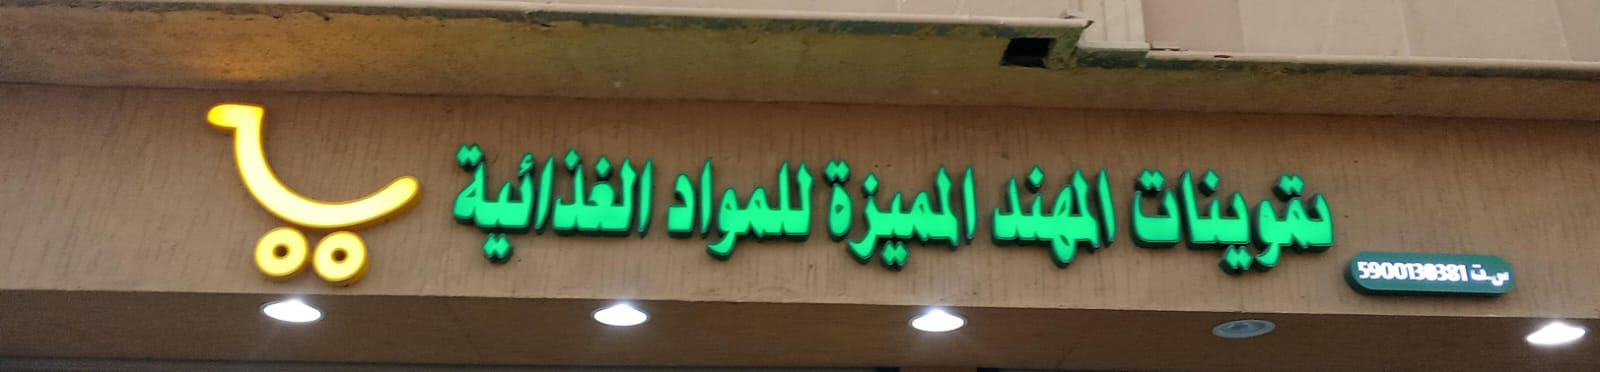 تموينات المهند المميزة للمواد الغذائية
س.ت 5900130381